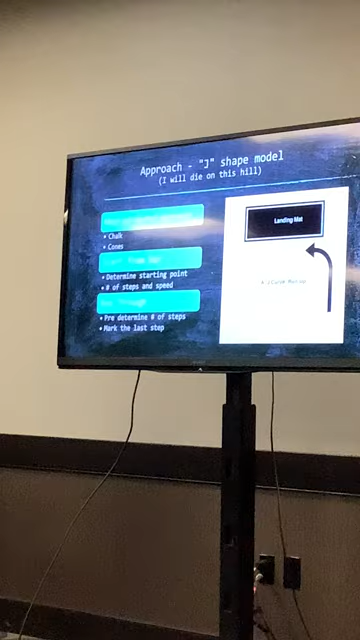 Approach - "J" shape model
(I will die on this hill)
• Chalk
• Cones
• Determine starting point
• # of steps and speed
• Pre determine # of steps
• Mark the last step
Landing Mat